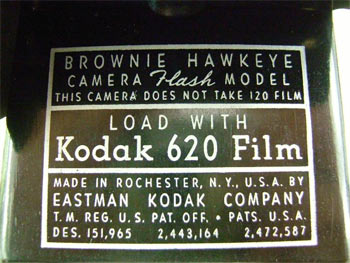 BROWNIE HAWKEYE
CAMERA Flash MODEL
THIS CAMERA DOES NOT TAKE 120 FILM
LOAD WITH
Kodak 620 Film
MADE IN ROCHESTER, N.Y., U.S.A. BY
EASTMAN KODAK COMPANY
T.M. REG. U.S. PAT. OFF. • PATS. U.S.A.
DES. 151,965 2,443,164 2,472,587